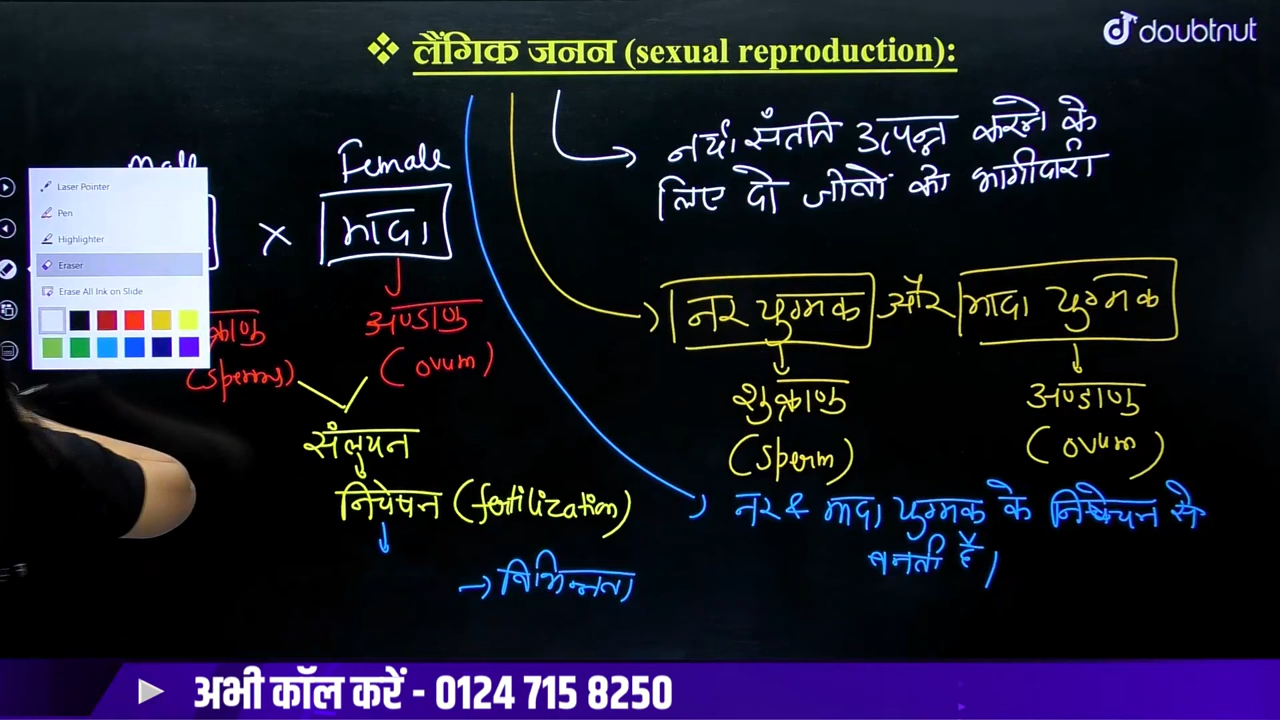 doubtnut
❖ लैंगिक जनन (sexual reproduction):
नयी संतति उत्पन्न करने के
लिए दो जीवों की भागीदारी
Female
× मादा
Laser Pointer
Pen
Highlighter
Eraser
Erase All Ink on Slide
अण्डाणु
(sperms)
(ovum)
संलयन
निषेचन (fertilization)
→ विभिन्नता
नर युग्मक और मादा युग्मक
शुक्राणु
(sperm)
अण्डाणु
(ovum)
नर & मादा युग्मक के निषेचन से
बनती है।
अभी कॉल करें - 0124 715 8250